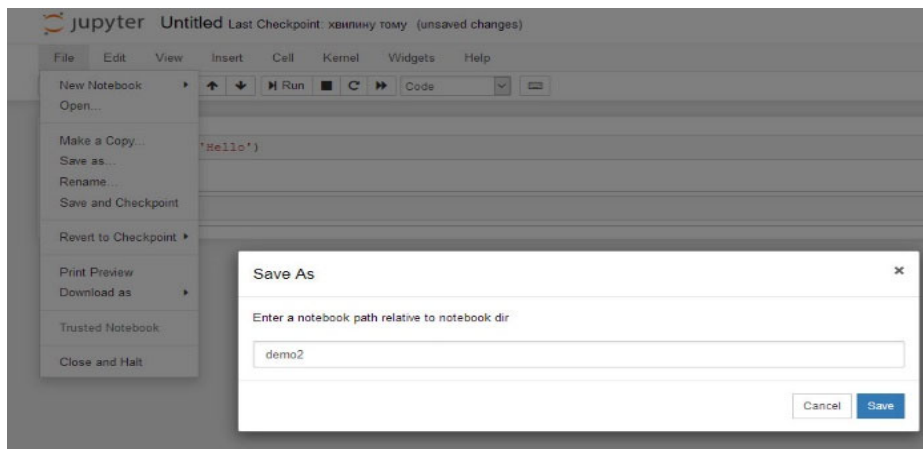 jupyter Untitled Last Checkpoint: хвилину тому (unsaved changes)
File Edit View Insert Cell Kernel Widgets Help
New Notebook
Run Code
Open...
Make a Copy...
'Hello')
Save as...
Rename...
Save and Checkpoint
Revert to Checkpoint
Print Preview
Download as
Trusted Notebook
Close and Halt
Save As
×
Enter a notebook path relative to notebook dir
demo2
Cancel Save